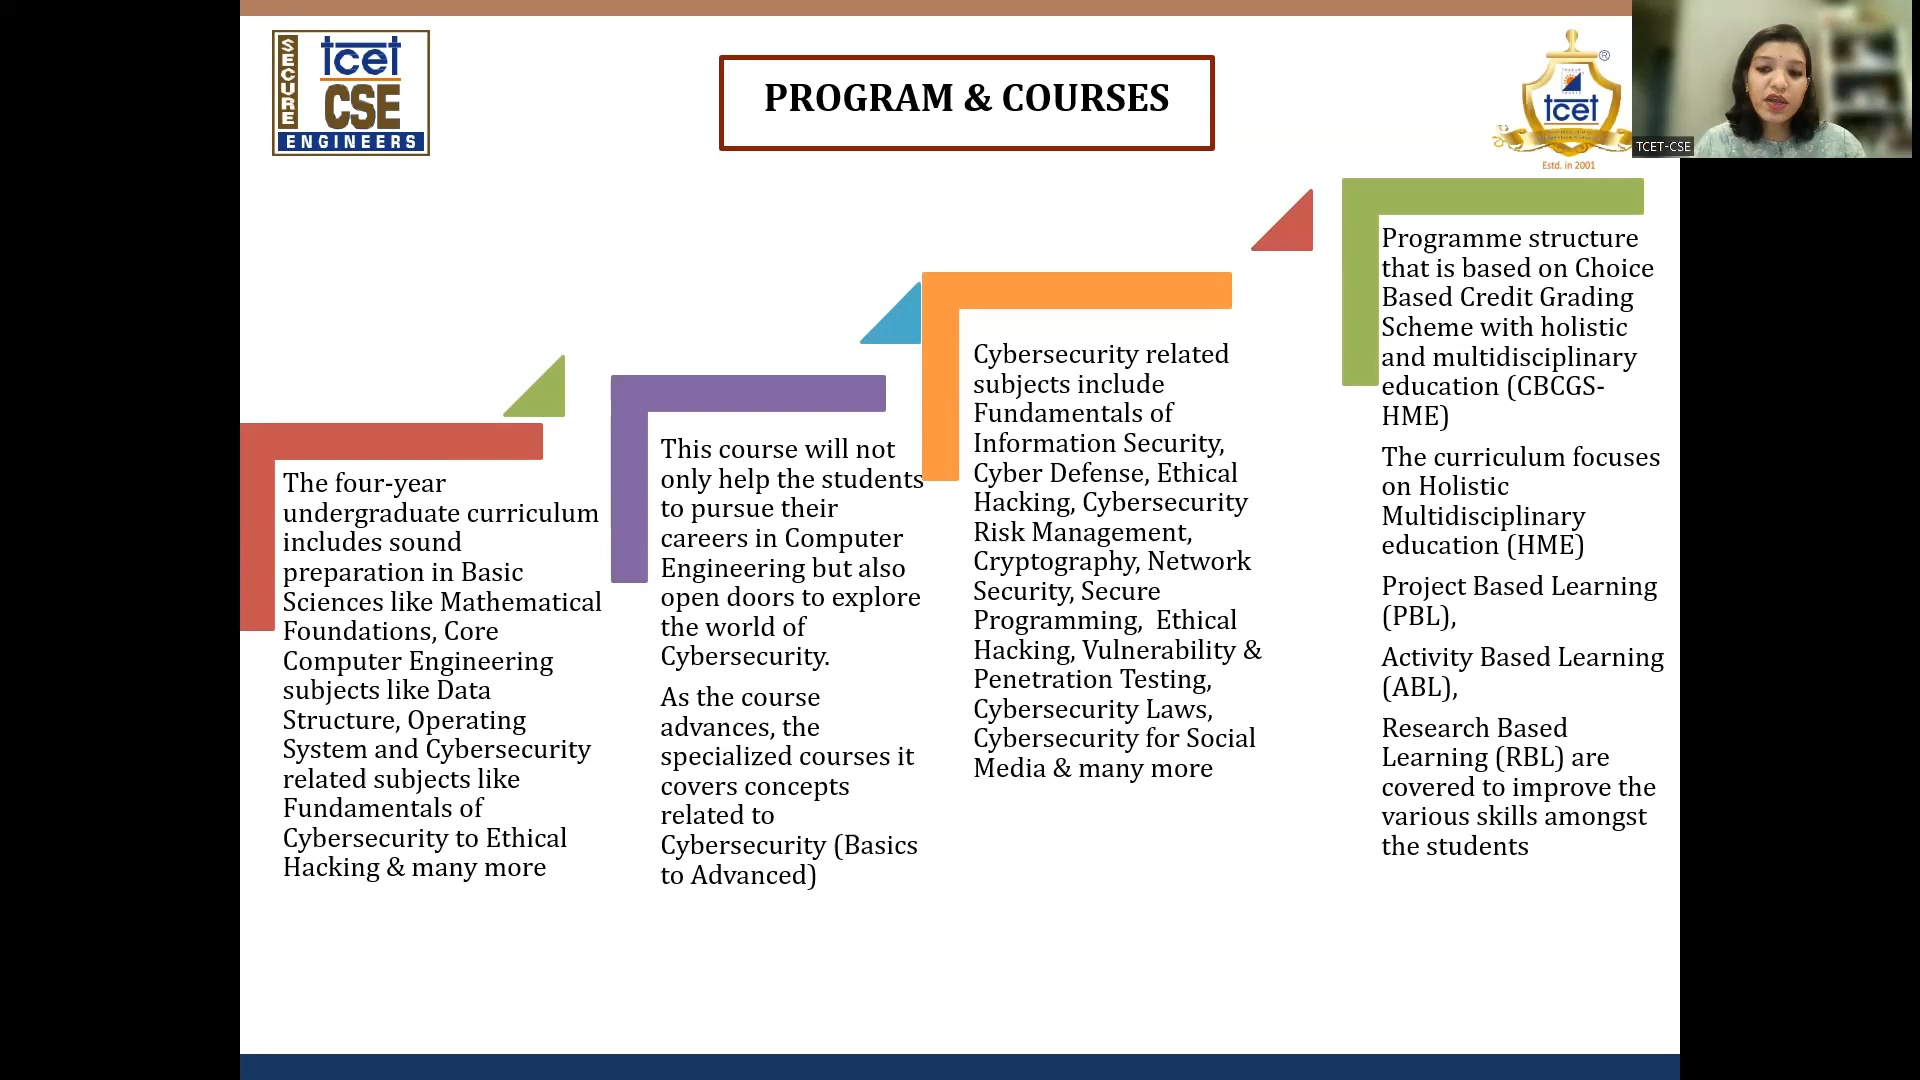 SECURE
tcet
CSE
ENGINEERS
PROGRAM & COURSES
®
tcet
Estd. in 2001
TCET-CSE
The four-year
undergraduate curriculum
includes sound
preparation in Basic
Sciences like Mathematical
Foundations, Core
Computer Engineering
subjects like Data
Structure, Operating
System and Cybersecurity
related subjects like
Fundamentals of
Cybersecurity to Ethical
Hacking & many more
This course will not
only help the students
to pursue their
careers in Computer
Engineering but also
open doors to explore
the world of
Cybersecurity.
As the course
advances, the
specialized courses it
covers concepts
related to
Cybersecurity (Basics
to Advanced)
Cybersecurity related
subjects include
Fundamentals of
Information Security,
Cyber Defense, Ethical
Hacking, Cybersecurity
Risk Management,
Cryptography, Network
Security, Secure
Programming,  Ethical
Hacking, Vulnerability &
Penetration Testing,
Cybersecurity Laws,
Cybersecurity for Social
Media & many more
Programme structure
that is based on Choice
Based Credit Grading
Scheme with holistic
and multidisciplinary
education (CBCGS-
HME)
The curriculum focuses
on Holistic
Multidisciplinary
education (HME)
Project Based Learning
(PBL),
Activity Based Learning
(ABL),
Research Based
Learning (RBL) are
covered to improve the
various skills amongst
the students